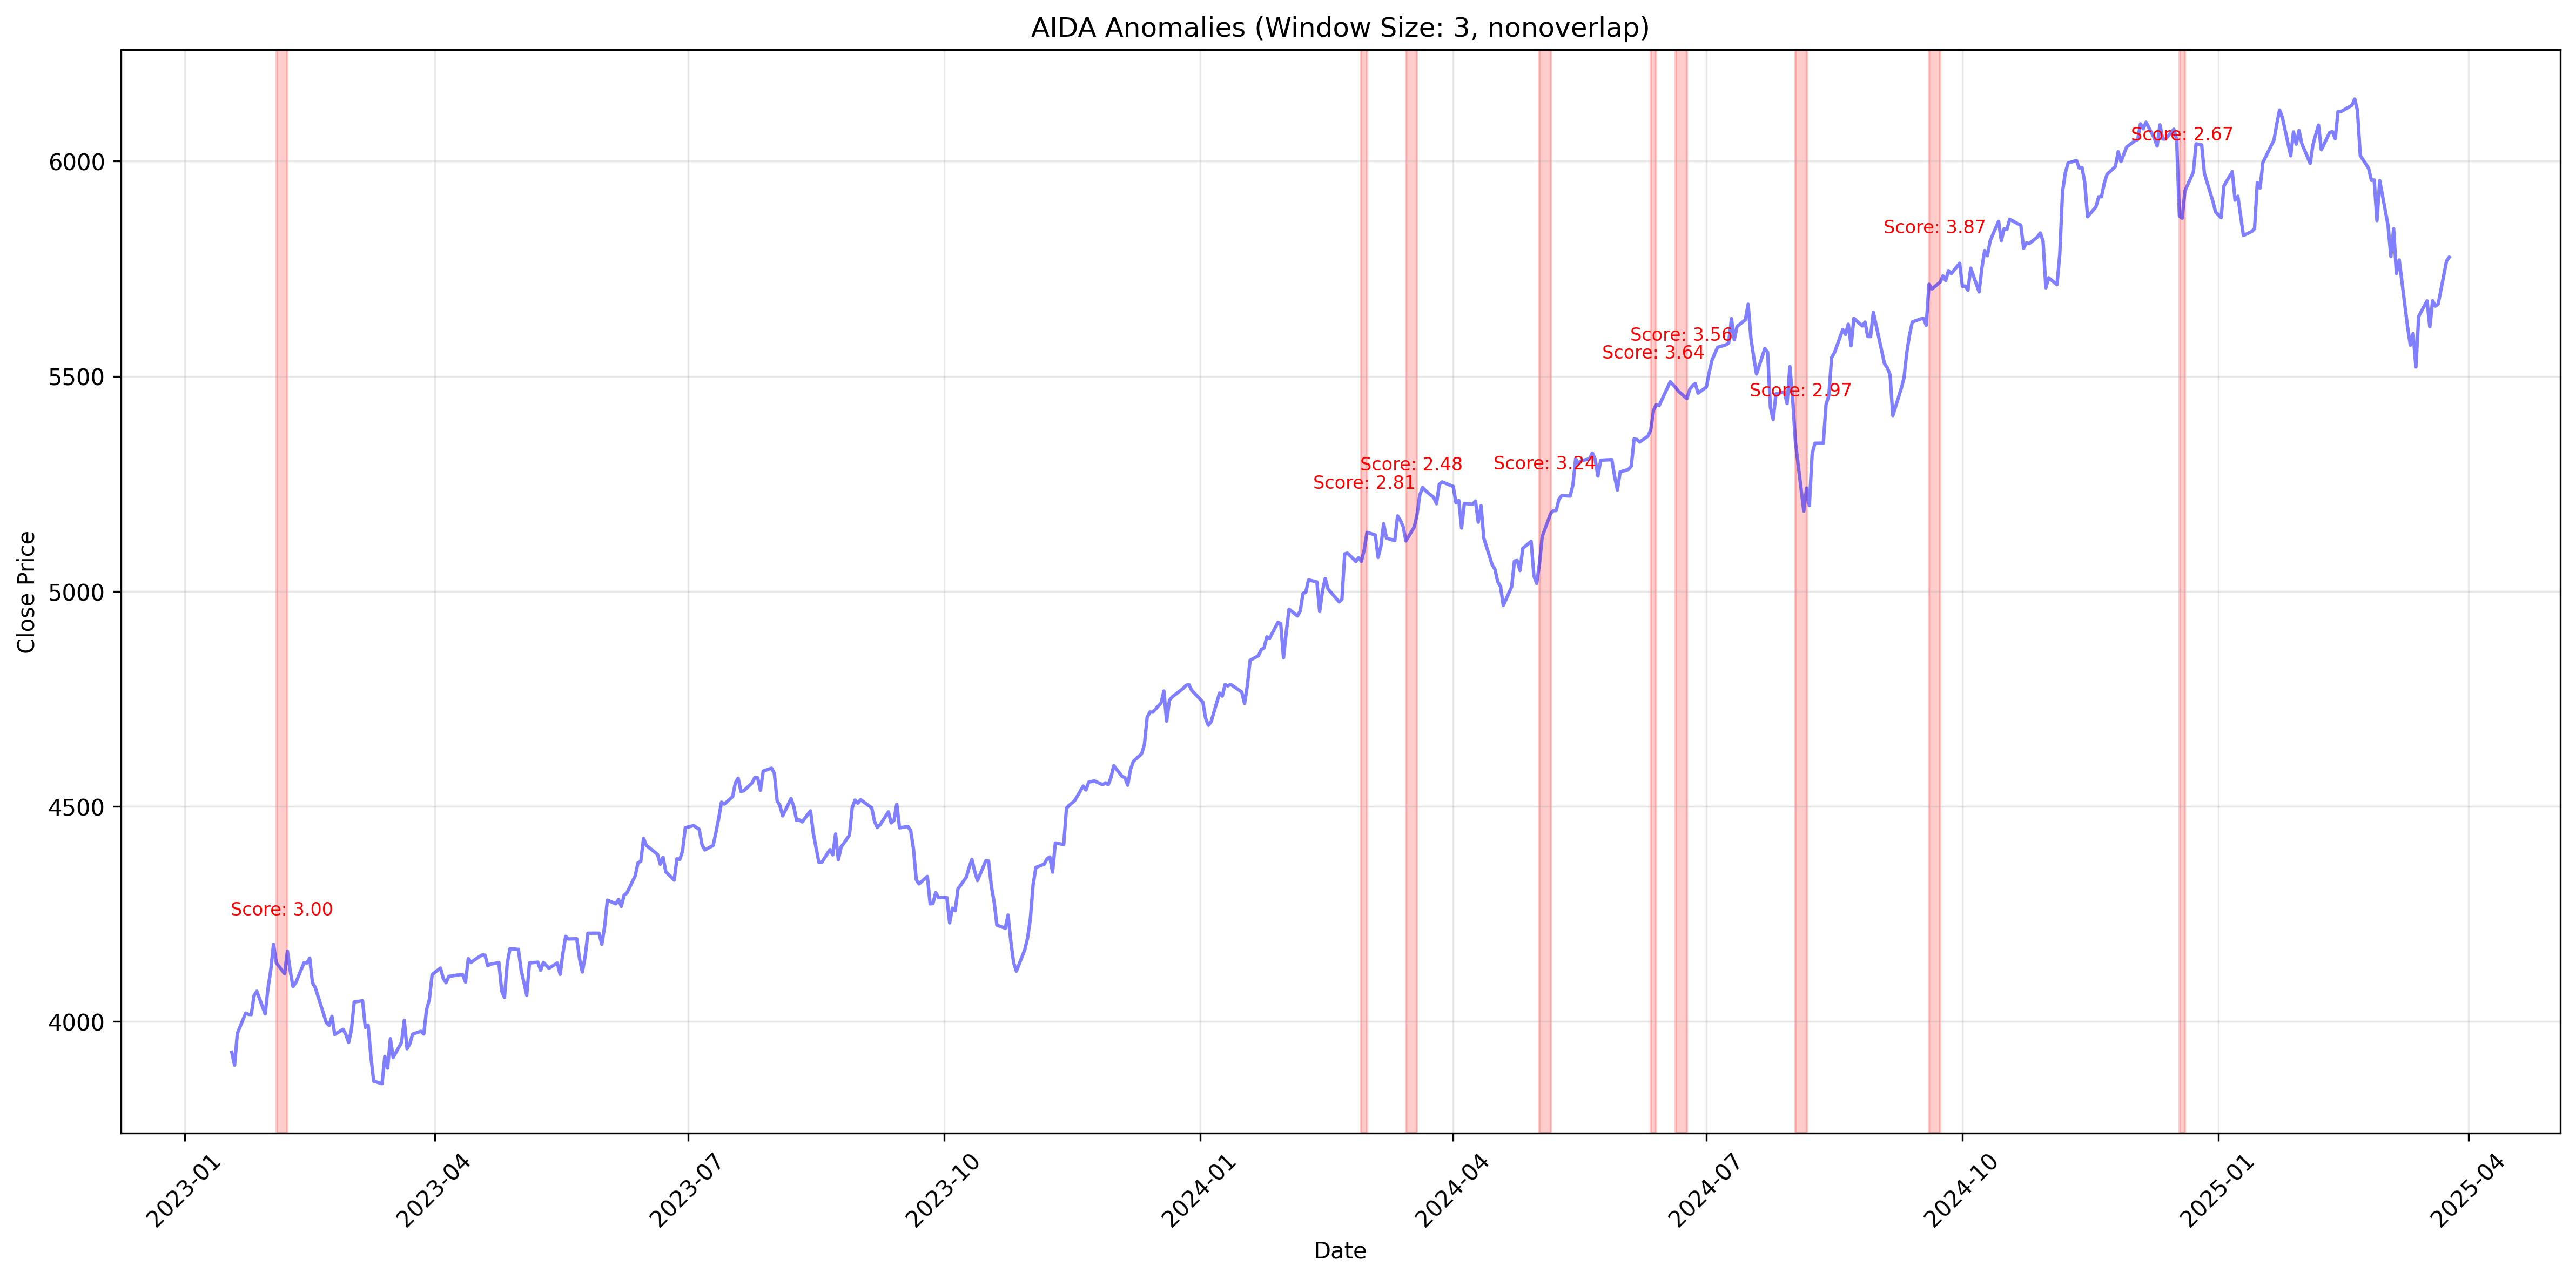 AIDA Anomalies (Window Size: 3, nonoverlap)
Close Price
6000
5500
5000
4500
4000
Score: 3.00
Score: 2.81
Score: 2.48
Score: 3.24
Score: 3.64
Score: 3.56
Score: 2.97
Score: 3.87
Score: 2.67
2023-01
2023-04
2023-07
2023-10
2024-01
2024-04
2024-07
2024-10
2025-01
2025-04
Date